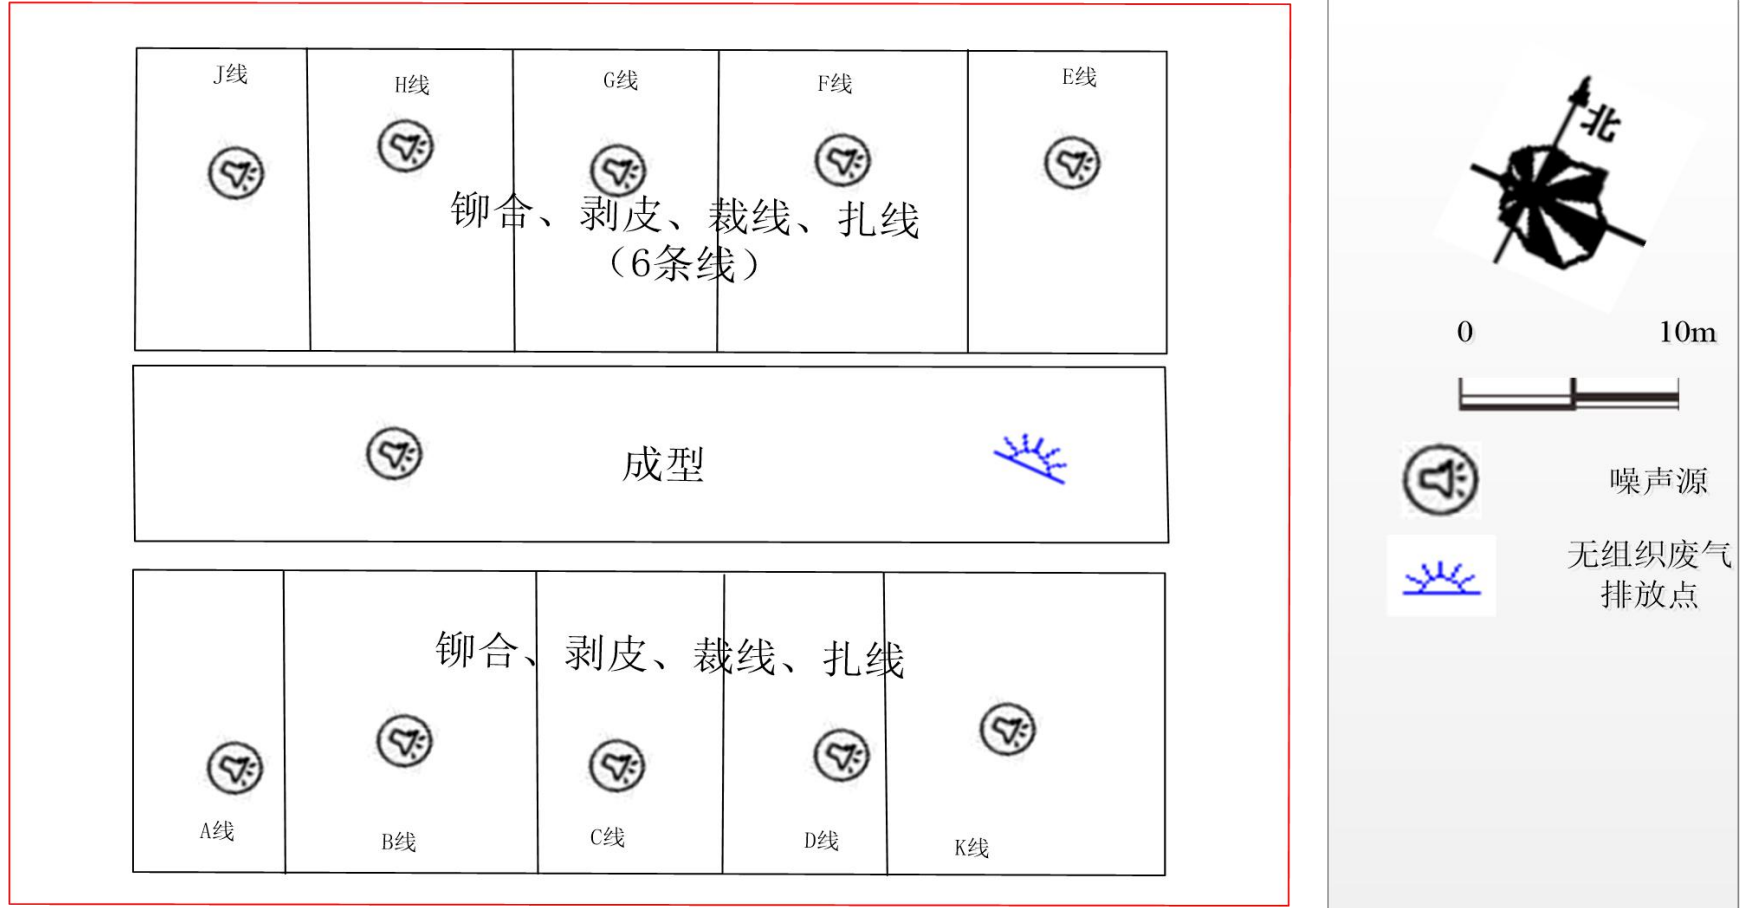 J线
H线
G线
F线
E线
铆合、剥皮、裁线、扎线
（6条线）
成型
铆合、剥皮、裁线、扎线
A线
B线
C线
D线
K线
北
0
10m
噪声源
无组织废气
排放点